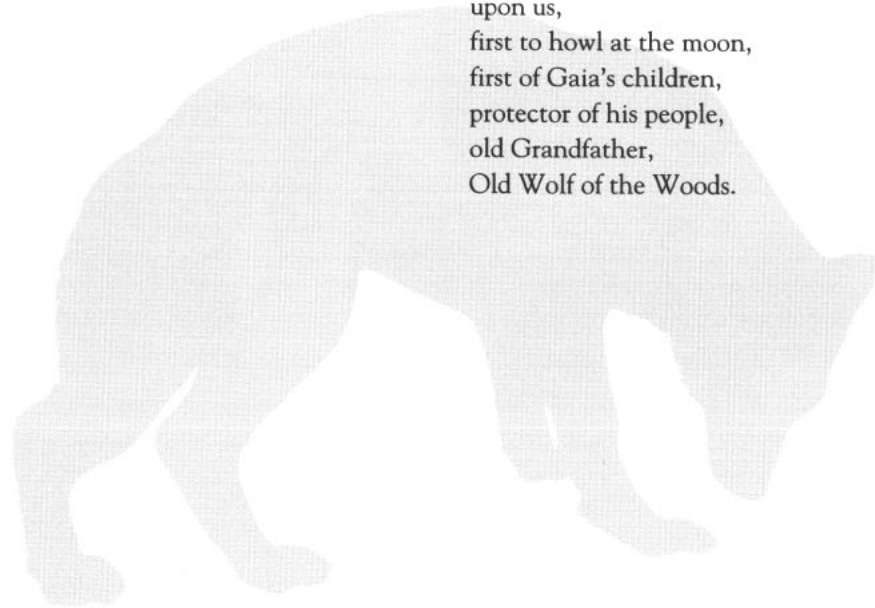 upon us,
first to howl at the moon,
first of Gaia’s children,
protector of his people,
old Grandfather,
Old Wolf of the Woods.